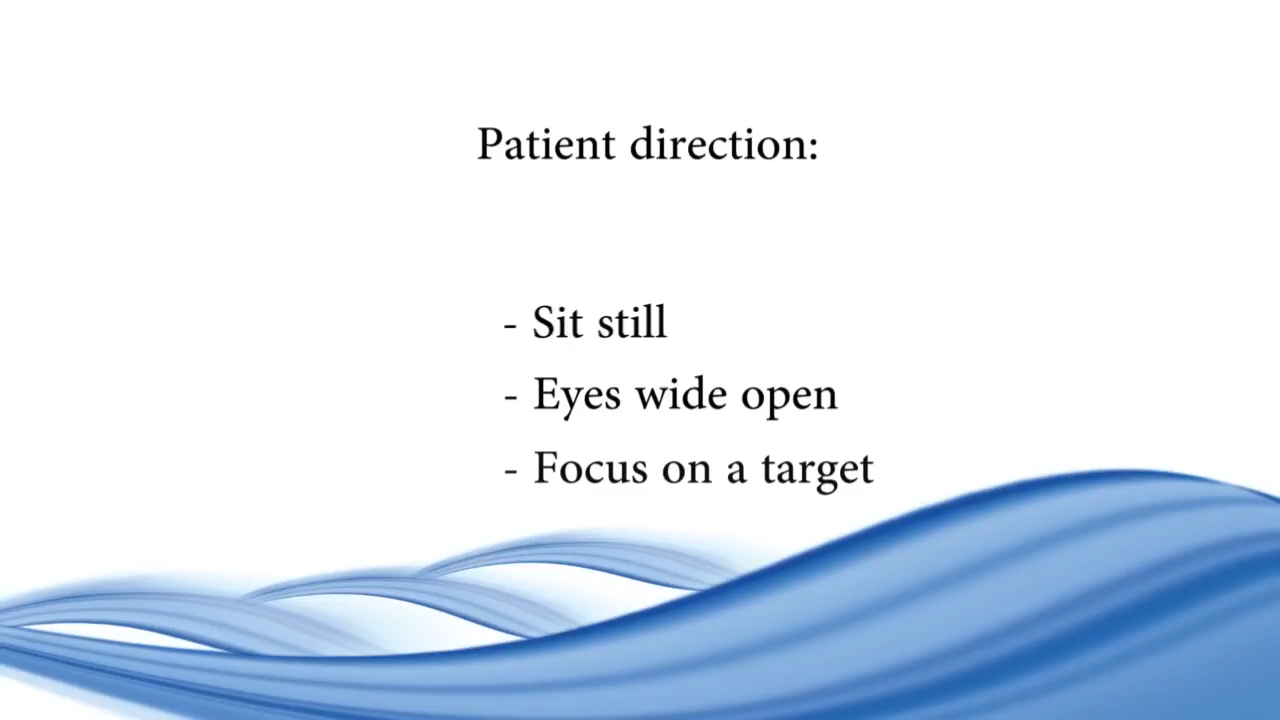 Patient direction:
- Sit still
- Eyes wide open
- Focus on a target